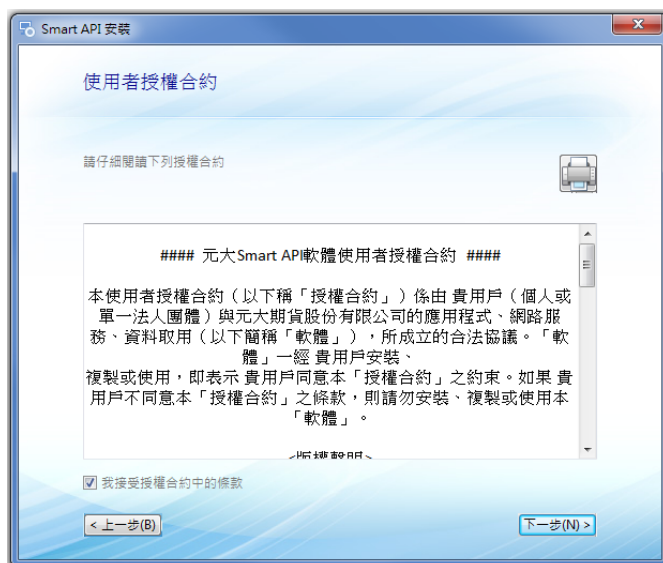 Smart API 安裝
使用者授權合約
請仔細閱讀下列授權合約
#### 元大Smart API軟體使用者授權合約 ####
本使用者授權合約（以下稱「授權合約」）係由 貴用戶（個人或
單一法人團體）與元大期貨股份有限公司的應用程式、網路服
務、資料取用（以下簡稱「軟體」），所成立的合法協議。「軟
體」一經 貴用戶安裝、
複製或使用，即表示 貴用戶同意本「授權合約」之約束。如果 貴
用戶不同意本「授權合約」之條款，則請勿安裝、複製或使用本
「軟體」。
<版權聲明>
我接受授權合約中的條款
< 上一步(B)
下一步(N) >